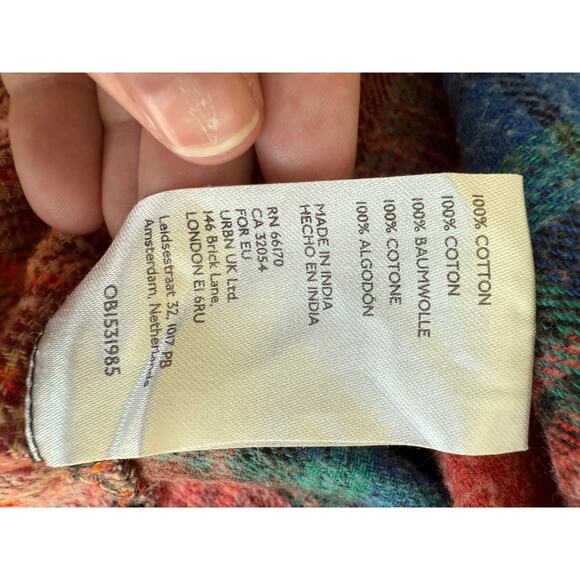 100% COTTON
100% COTON
100% BAUMWOLLE
100% COTONE
100% ALGODÓN
MADE IN INDIA
HECHO EN INDIA
RN 66170
CA 32054
FOR EU
URBN UK Ltd.
146 Brick Lane,
LONDON E1 6RU
Leidsestraat 32, 1017 PB
Amsterdam, Netherlands
OB1531985